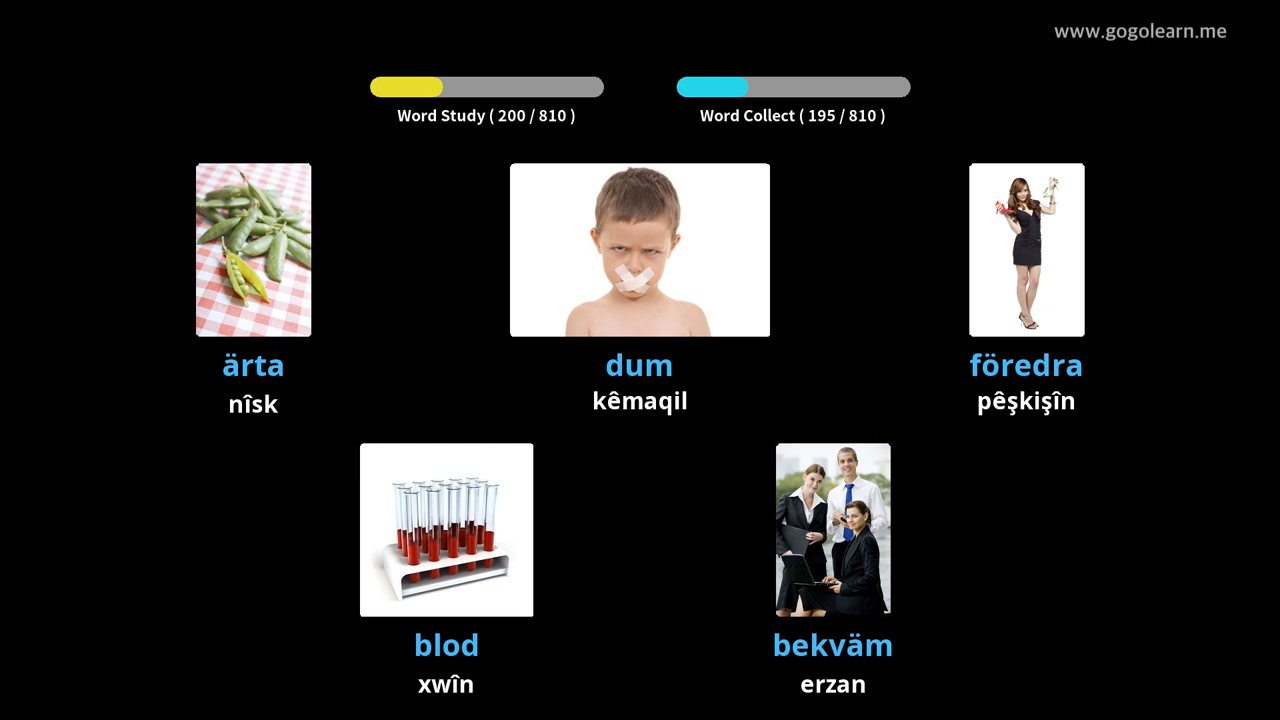 www.gogolearn.me
Word Study ( 200 / 810 )
Word Collect ( 195 / 810 )
ärta
nîsk
dum
kêmaqil
föredra
pêşkişîn
blod
xwîn
bekväm
erzan